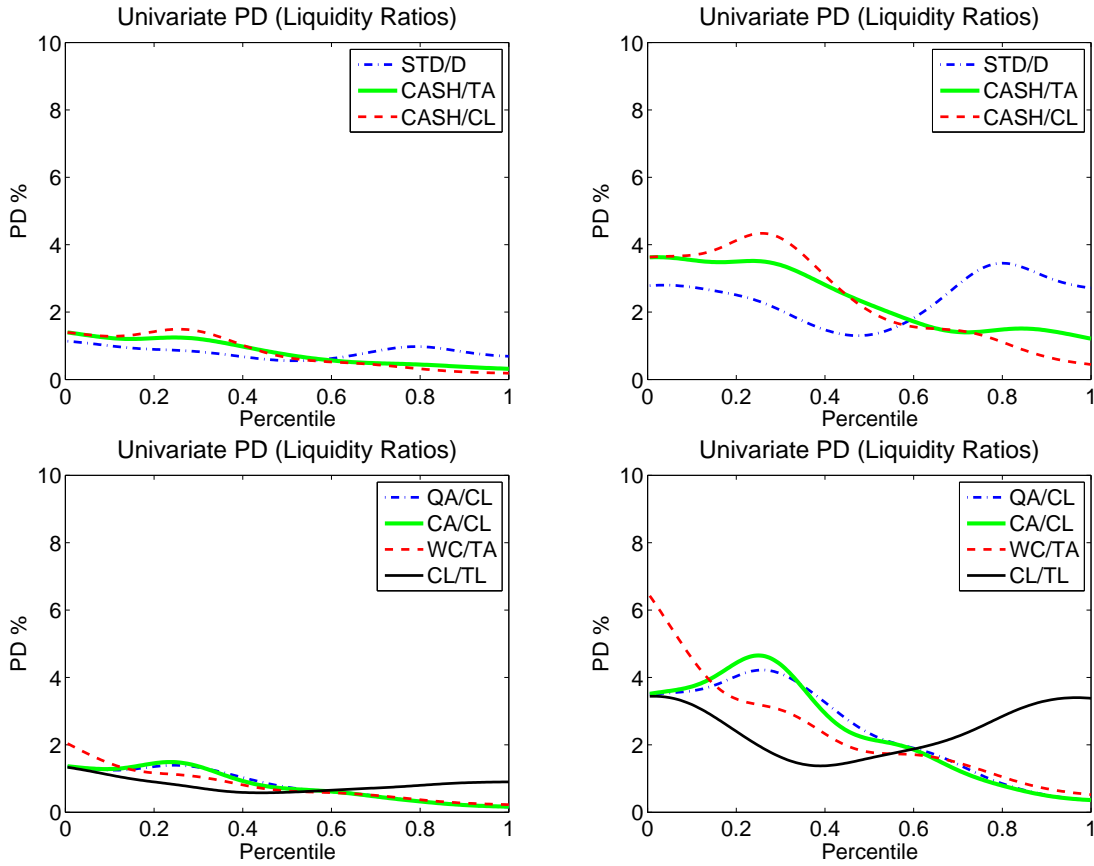 Univariate PD (Liquidity Ratios)
PD %
10
8
6
4
2
0
STD/D
CASH/TA
CASH/CL
0 0.2 0.4 0.6 0.8 1
Percentile
Univariate PD (Liquidity Ratios)
PD %
10
8
6
4
2
0
STD/D
CASH/TA
CASH/CL
0 0.2 0.4 0.6 0.8 1
Percentile
Univariate PD (Liquidity Ratios)
PD %
10
8
6
4
2
0
QA/CL
CA/CL
WC/TA
CL/TL
0 0.2 0.4 0.6 0.8 1
Percentile
Univariate PD (Liquidity Ratios)
PD %
10
8
6
4
2
0
QA/CL
CA/CL
WC/TA
CL/TL
0 0.2 0.4 0.6 0.8 1
Percentile